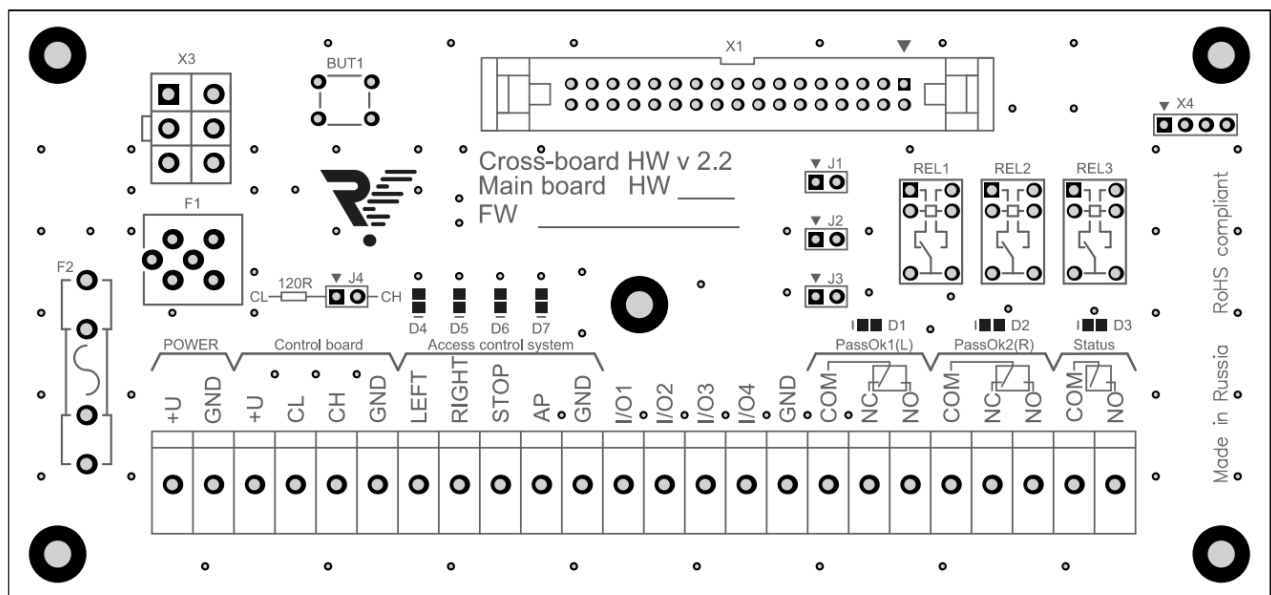 X3
BUT1
X1
X4
Cross-board HW v 2.2
Main board HW
FW
J1
REL1
REL2
REL3
F1
J2
F2
120R
J4
CL
CH
J3
D4
D5
D6
D7
D1
D2
D3
POWER
Control board
Access control system
PassOk1(L)
PassOk2(R)
Status
+U
GND
+U
CL
CH
GND
LEFT
RIGHT
STOP
AP
GND
I/O1
I/O2
I/O3
I/O4
GND
COM
NC
NO
COM
NC
NO
COM
NO
Made in Russia RoHS compliant